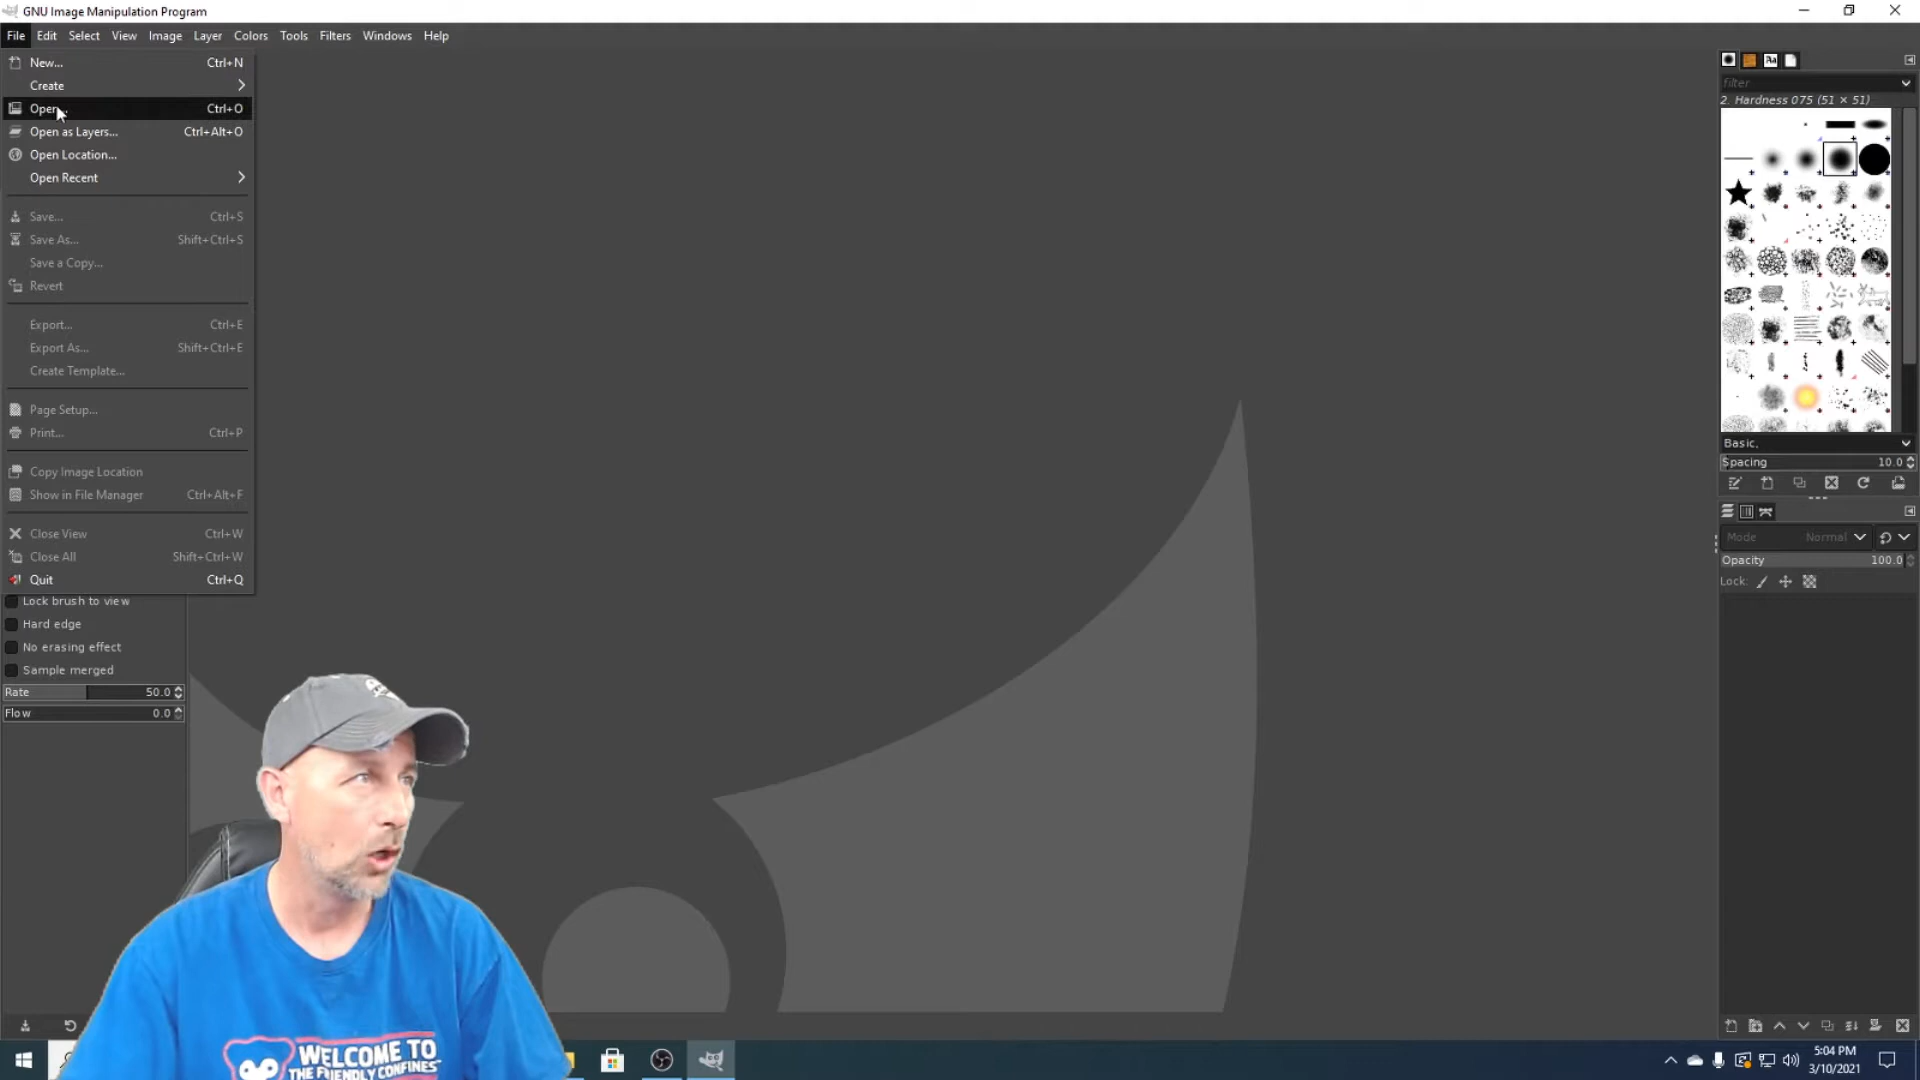 GNU Image Manipulation Program
File Edit Select View Image Layer Colors Tools Filters Windows Help
New... Ctrl+N
Create
Open... Ctrl+O
Open as Layers... Ctrl+Alt+O
Open Location...
Open Recent
Save... Ctrl+S
Save As... Shift+Ctrl+S
Save a Copy...
Revert
Export... Ctrl+E
Export As... Shift+Ctrl+E
Create Template...
Page Setup...
Print... Ctrl+P
Copy Image Location
Show in File Manager Ctrl+Alt+F
Close View Ctrl+W
Close All Shift+Ctrl+W
Quit Ctrl+Q
Lock brush to view
Hard edge
No erasing effect
Sample merged
Rate 50.0
Flow 0.0
Aa
filter
2. Hardness 075 (51 × 51)
Basic,
Spacing 10.0
Mode Normal
Opacity 100.0
Lock:
WELCOME TO
THE FRIENDLY CONFINES
5:04 PM
3/10/2021